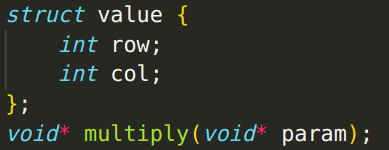 struct value {
    int row;
    int col;
};
void* multiply(void* param);